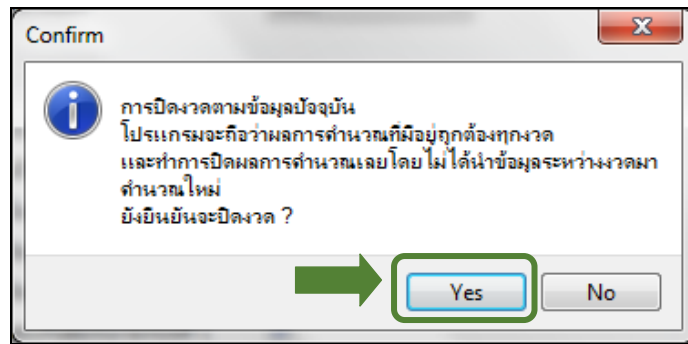 Confirm
การปิดงวดตามข้อมูลปัจจุบัน
โปรแกรมจะถือว่าผลการคำนวณที่มีอยู่ถูกต้องทุกงวด
และทำการปิดผลการคำนวณเลยโดยไม่ได้นำข้อมูลระหว่างงวดมา
คำนวณใหม่
ยังยืนยันจะปิดงวด ?
Yes No